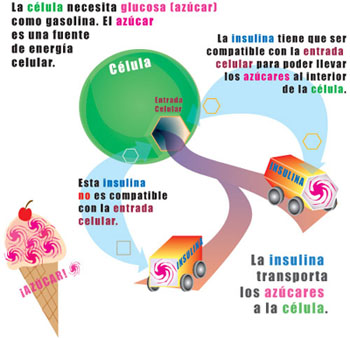 La célula necesita glucosa (azúcar)
como gasolina. El azúcar
es una fuente
de energía
celular.
La insulina tiene que ser
compatible con la entrada
celular para poder llevar
los azúcares al interior
de la célula.
Célula
Entrada
Celular
INSULINA
Esta insulina
no es compatible
con la entrada
celular.
INSULINA
¡AZÚCAR!
La insulina
transporta
los azúcares
a la célula.